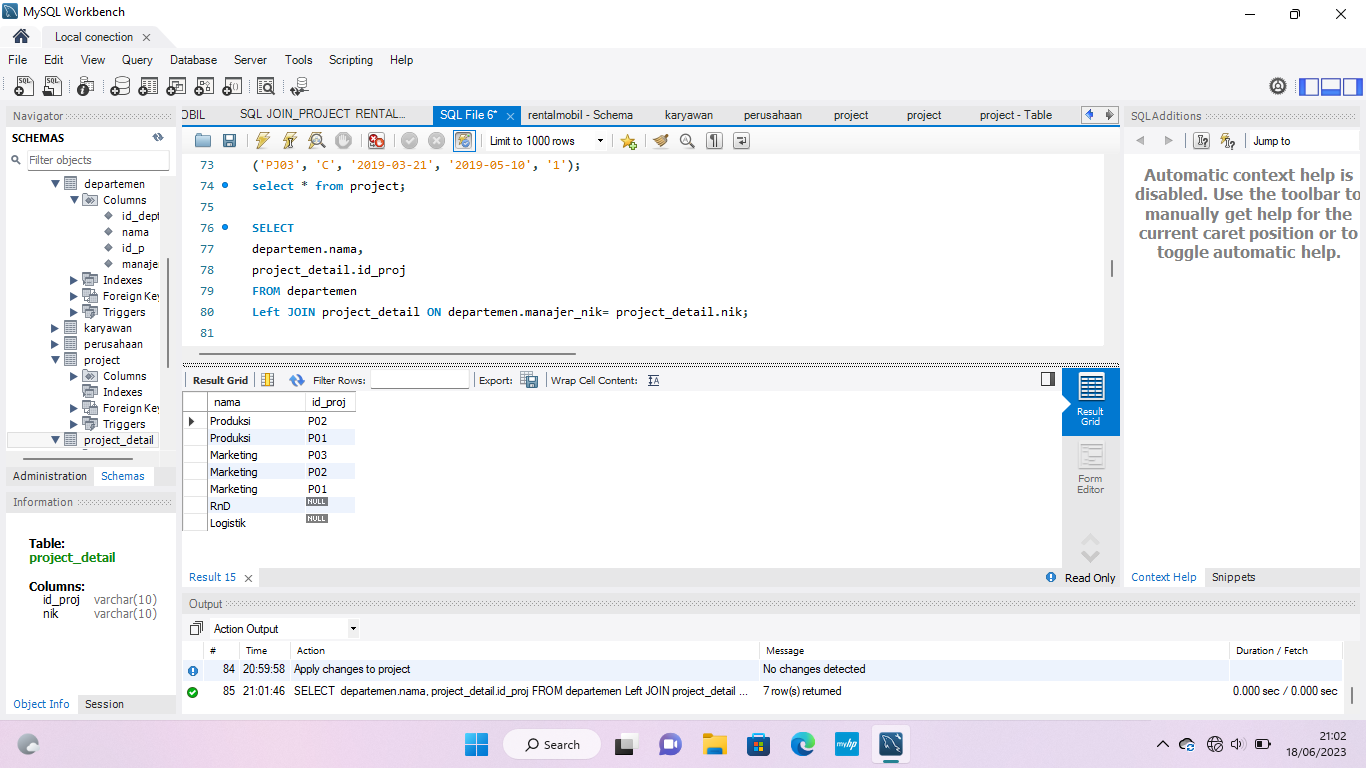 MySQL Workbench
Local conection
File Edit View Query Database Server Tools Scripting Help
Navigator
SCHEMAS
Filter objects
departemen
Columns
id_dept
nama
id_p
manajer
Indexes
Foreign Key
Triggers
karyawan
perusahaan
project
Columns
Indexes
Foreign Key
Triggers
project_detail
Administration Schemas
Information
Table:
project_detail
Columns:
id_proj varchar(10)
nik varchar(10)
Object Info Session
OBIL SQL JOIN_PROJECT RENTAL... SQL File 6* rentalmobil - Schema karyawan perusahaan project project project - Table
Limit to 1000 rows
73 ('PJ03', 'C', '2019-03-21', '2019-05-10', '1');
74 select * from project;
75
76 SELECT
77 departemen.nama,
78 project_detail.id_proj
79 FROM departemen
80 Left JOIN project_detail ON departemen.manajer_nik= project_detail.nik;
81
Result Grid Filter Rows: Export: Wrap Cell Content:
nama id_proj
Produksi P02
Produksi P01
Marketing P03
Marketing P02
Marketing P01
RnD NULL
Logistik NULL
Result Grid
Form Editor
Result 15
Read Only
Output
Action Output
# Time Action Message Duration / Fetch
84 20:59:58 Apply changes to project No changes detected
85 21:01:46 SELECT departemen.nama, project_detail.id_proj FROM departemen Left JOIN project_detail ... 7 row(s) returned 0.000 sec / 0.000 sec
SQLAdditions
Jump to
Automatic context help is
disabled. Use the toolbar to
manually get help for the
current caret position or to
toggle automatic help.
Context Help Snippets
Search
myhp
21:02
18/06/2023